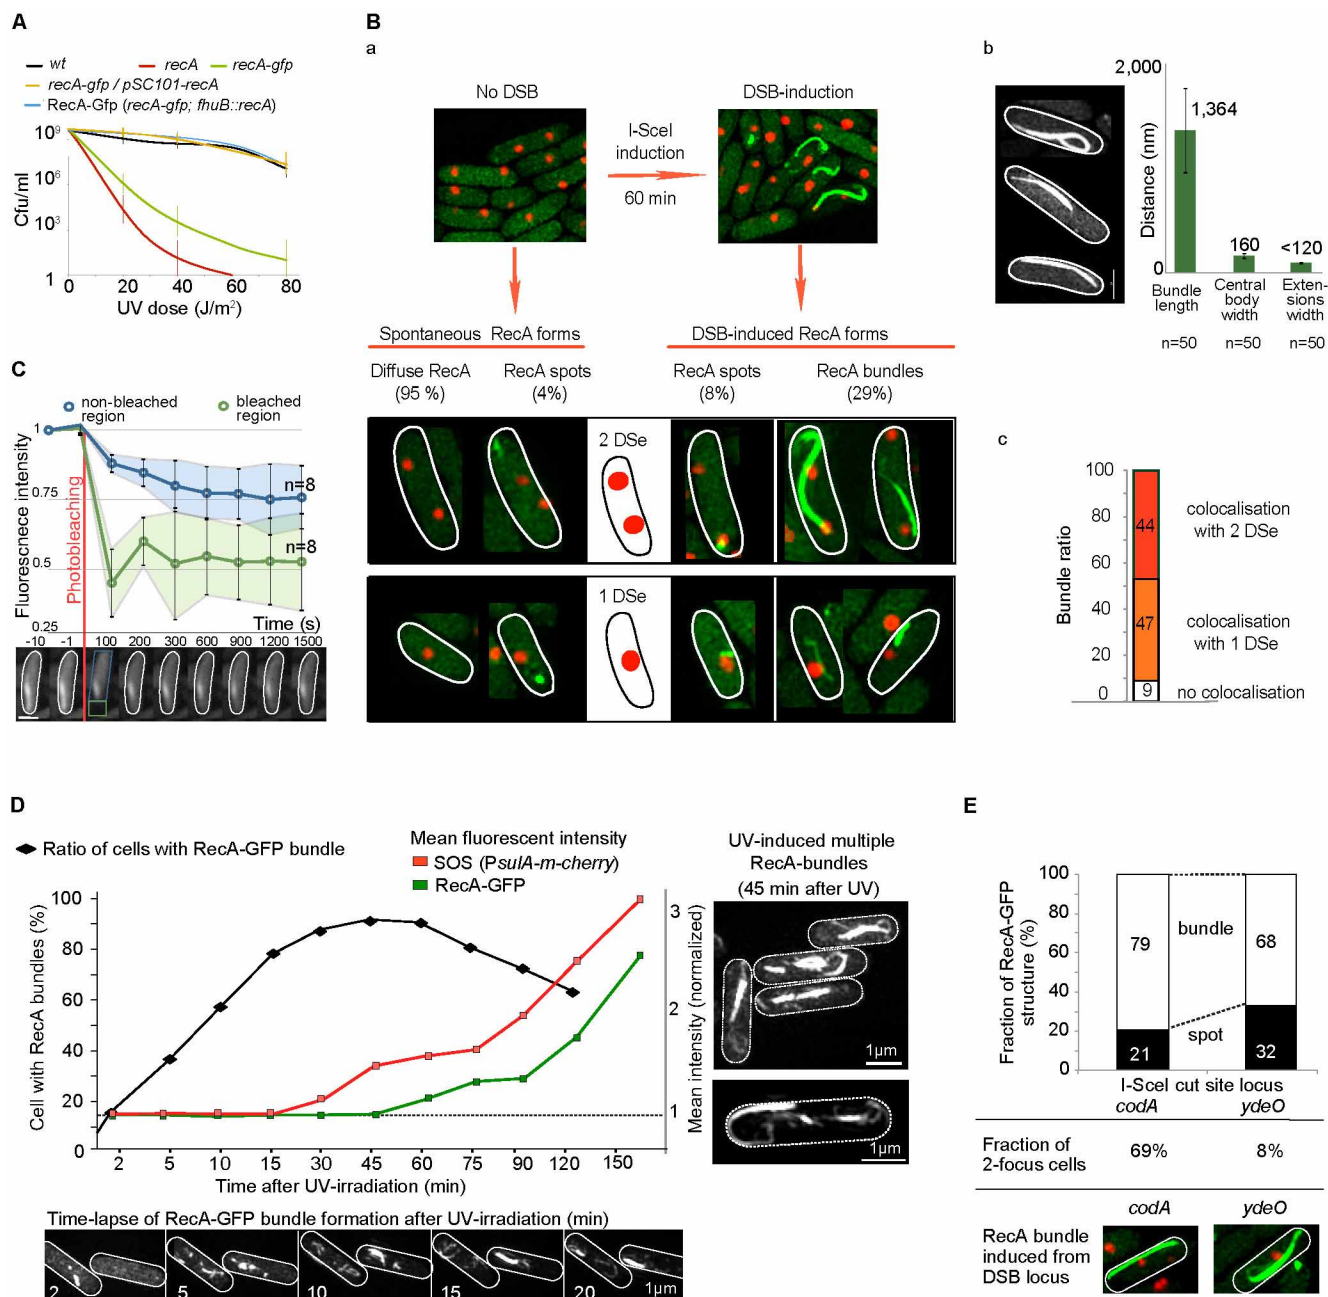 A
wt
recA
recA-gfp
recA-gfp / pSC101-recA
RecA-Gfp (recA-gfp; fhuB::recA)
Cfu/ml
10⁹
10⁶
10³
1
0 20 40 60 80
UV dose (J/m²)
B
a
No DSB
DSB-induction
I-SceI
induction
60 min
Spontaneous RecA forms
DSB-induced RecA forms
Diffuse RecA
(95 %)
RecA spots
(4%)
RecA spots
(8%)
RecA bundles
(29%)
2 DSe
1 DSe
b
2,000
1,364
Distance (nm)
160
<120
0
Bundle
length
Central
body
width
Exten-
sions
width
n=50 n=50 n=50
c
Bundle ratio
100
80
60
40
20
0
44
47
9
colocalisation
with 2 DSe
colocalisation
with 1 DSe
no colocalisation
C
non-bleached
region
bleached
region
Fluorescnece intensity
1
0.75
0.5
0.25
Photobleaching
n=8
n=8
Time (s)
-10 -1 100 200 300 600 900 1200 1500
D
Ratio of cells with RecA-GFP bundle
Mean fluorescent intensity
SOS (PsulA-m-cherry)
RecA-GFP
Cell with RecA bundles (%)
100
80
60
40
20
0
Mean intensity (normalized)
3
2
1
2 5 10 15 30 45 60 75 90 120 150
Time after UV-irradiation (min)
UV-induced multiple
RecA-bundles
(45 min after UV)
1µm
1µm
Time-lapse of RecA-GFP bundle formation after UV-irradiation (min)
2 5 10 15 20 1µm
E
Fraction of RecA-GFP
structure (%)
100
80
60
40
20
0
79
21
bundle
spot
68
32
I-SceI cut site locus
codA ydeO
Fraction of
2-focus cells
69% 8%
codA ydeO
RecA bundle
induced from
DSB locus